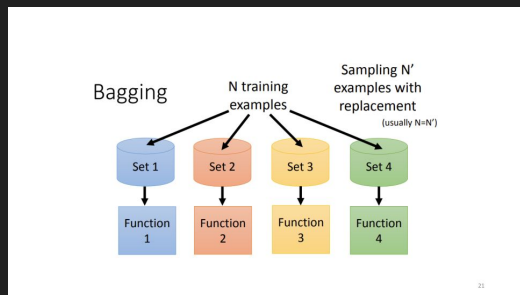 Bagging
N training
examples
Sampling N’
examples with
replacement
(usually N=N’)
Set 1
Set 2
Set 3
Set 4
Function
1
Function
2
Function
3
Function
4
21